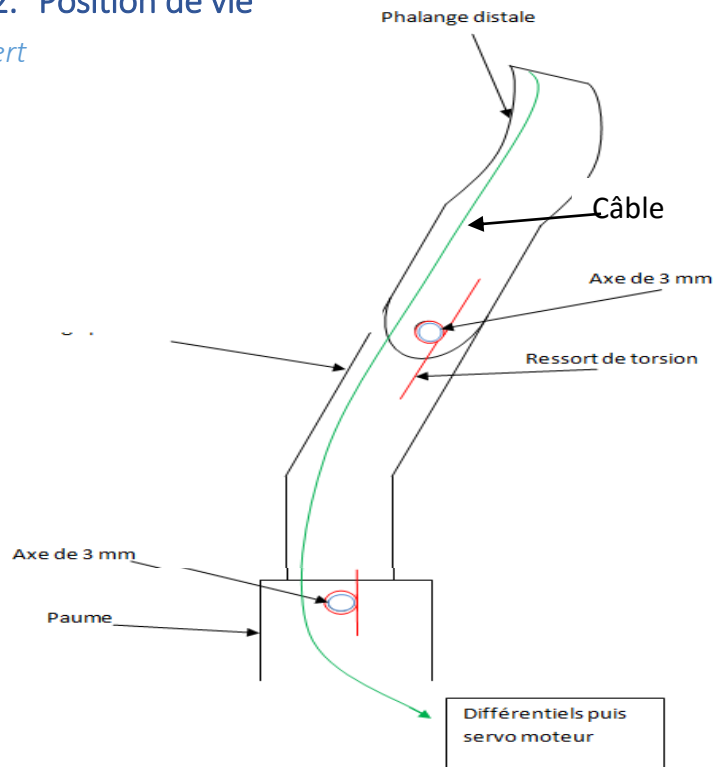 Position de vie
Phalange distale
Câble
Axe de 3 mm
Ressort de torsion
Axe de 3 mm
Paume
Différentiels puis
servo moteur